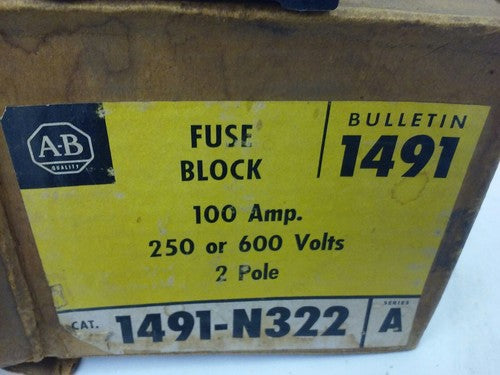 A-B
QUALITY
FUSE
BLOCK
BULLETIN
1491
100 Amp.
250 or 600 Volts
2 Pole
CAT. 1491-N322
SERIES
A